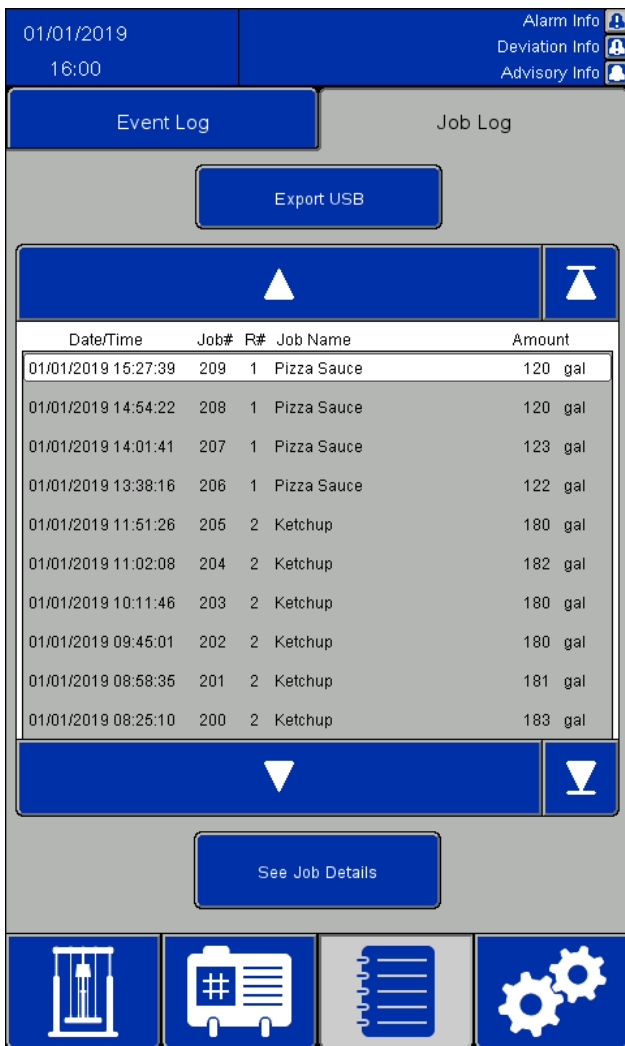 01/01/2019
16:00
Alarm Info
Deviation Info
Advisory Info
Event Log
Job Log
Export USB
Date/Time Job# R# Job Name Amount
01/01/2019 15:27:39 209 1 Pizza Sauce 120 gal
01/01/2019 14:54:22 208 1 Pizza Sauce 120 gal
01/01/2019 14:01:41 207 1 Pizza Sauce 123 gal
01/01/2019 13:38:16 206 1 Pizza Sauce 122 gal
01/01/2019 11:51:26 205 2 Ketchup 180 gal
01/01/2019 11:02:08 204 2 Ketchup 182 gal
01/01/2019 10:11:46 203 2 Ketchup 180 gal
01/01/2019 09:45:01 202 2 Ketchup 180 gal
01/01/2019 08:58:35 201 2 Ketchup 181 gal
01/01/2019 08:25:10 200 2 Ketchup 183 gal
See Job Details
#